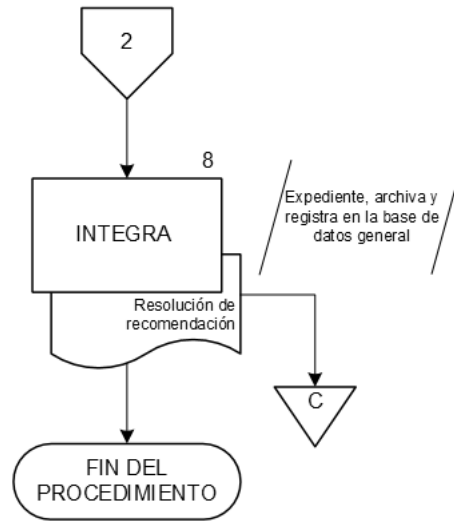 2
8
INTEGRA
Expediente, archiva y
registra en la base de
datos general
Resolución de
recomendación
C
FIN DEL
PROCEDIMIENTO